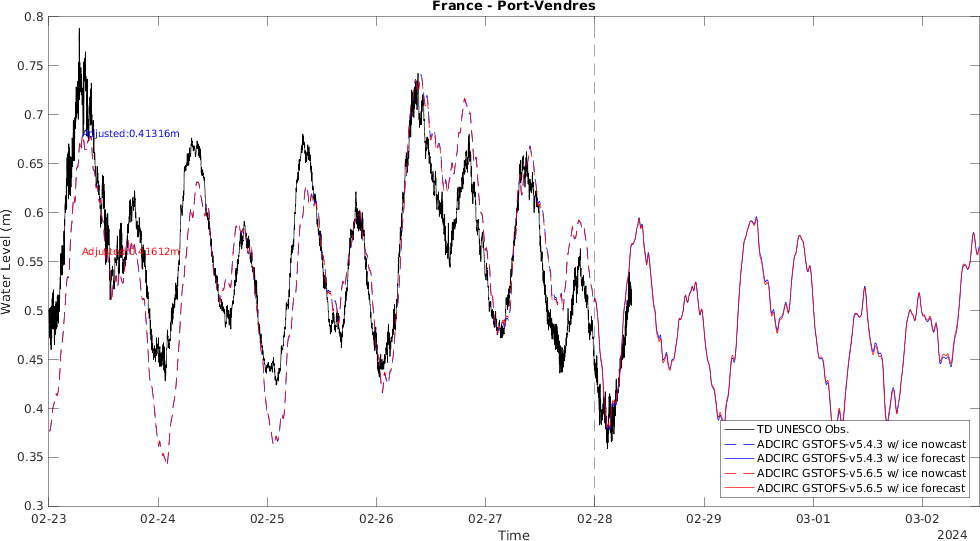 France - Port-Vendres
0.8
0.75
0.7
0.65
0.6
0.55
0.5
0.45
0.4
0.35
0.3
Water Level (m)
Adjusted:0.41316m
Adjusted:0.41612m
TD UNESCO Obs.
ADCIRC GSTOFS-v5.4.3 w/ ice nowcast
ADCIRC GSTOFS-v5.4.3 w/ ice forecast
ADCIRC GSTOFS-v5.6.5 w/ ice nowcast
ADCIRC GSTOFS-v5.6.5 w/ ice forecast
02-23 02-24 02-25 02-26 02-27 02-28 02-29 03-01 03-02
Time
2024